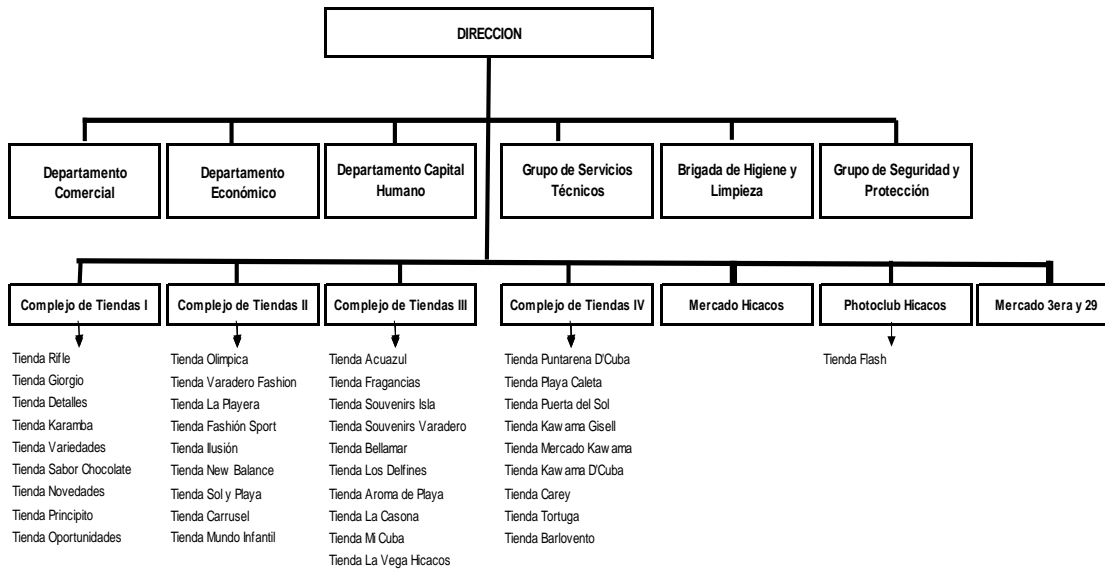 DIRECCION
Departamento
Comercial
Departamento
Económico
Departamento Capital
Humano
Grupo de Servicios
Técnicos
Brigada de Higiene y
Limpieza
Grupo de Seguridad y
Protección
Complejo de Tiendas I
Complejo de Tiendas II
Complejo de Tiendas III
Complejo de Tiendas IV
Mercado Hicacos
Photoclub Hicacos
Mercado 3era y 29
Tienda Rifle
Tienda Giorgio
Tienda Detalles
Tienda Karamba
Tienda Variedades
Tienda Sabor Chocolate
Tienda Novedades
Tienda Principito
Tienda Oportunidades
Tienda Olimpica
Tienda Varadero Fashion
Tienda La Playera
Tienda Fashión Sport
Tienda Ilusión
Tienda New Balance
Tienda Sol y Playa
Tienda Carrusel
Tienda Mundo Infantil
Tienda Acuazul
Tienda Fragancias
Tienda Souvenirs Isla
Tienda Souvenirs Varadero
Tienda Bellamar
Tienda Los Delfines
Tienda Aroma de Playa
Tienda La Casona
Tienda Mi Cuba
Tienda La Vega Hicacos
Tienda Puntarena D'Cuba
Tienda Playa Caleta
Tienda Puerta del Sol
Tienda Kawama Gisell
Tienda Mercado Kawama
Tienda Kawama D'Cuba
Tienda Carey
Tienda Tortuga
Tienda Barlovento
Tienda Flash